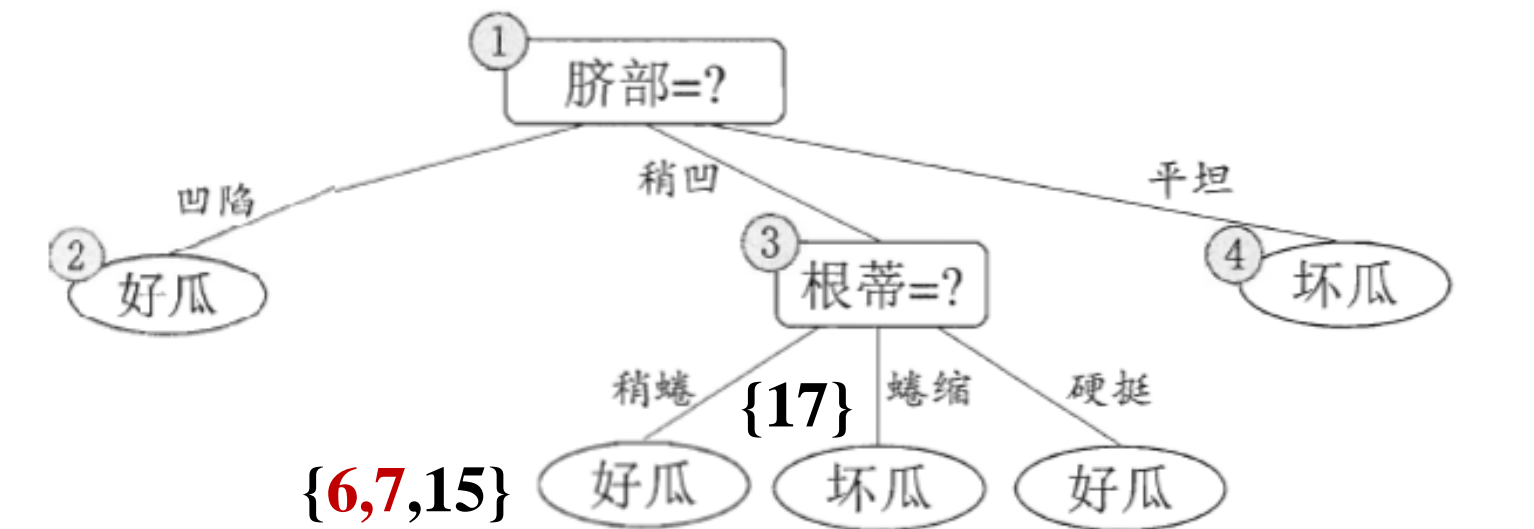 1
脐部=?
凹陷
稍凹
平坦
2
好瓜
3
根蒂=?
4
坏瓜
稍蜷
{17}
蜷缩
硬挺
{6,7,15}
好瓜
坏瓜
好瓜